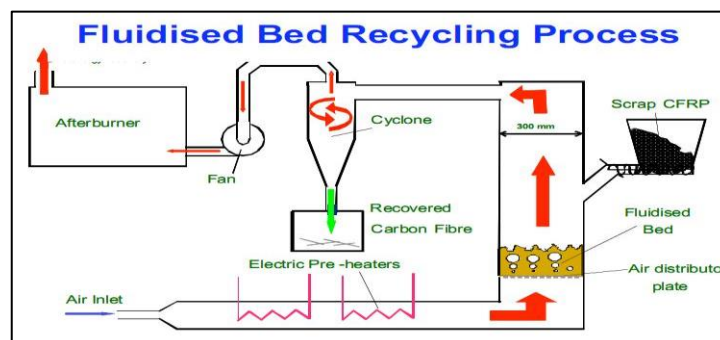 Fluidised Bed Recycling Process
Scrap CFRP
300 mm
Afterburner
Cyclone
Fan
Recovered
Carbon Fibre
Fluidised
Bed
Electric Pre -heaters
Air distributo
plate
Air Inlet